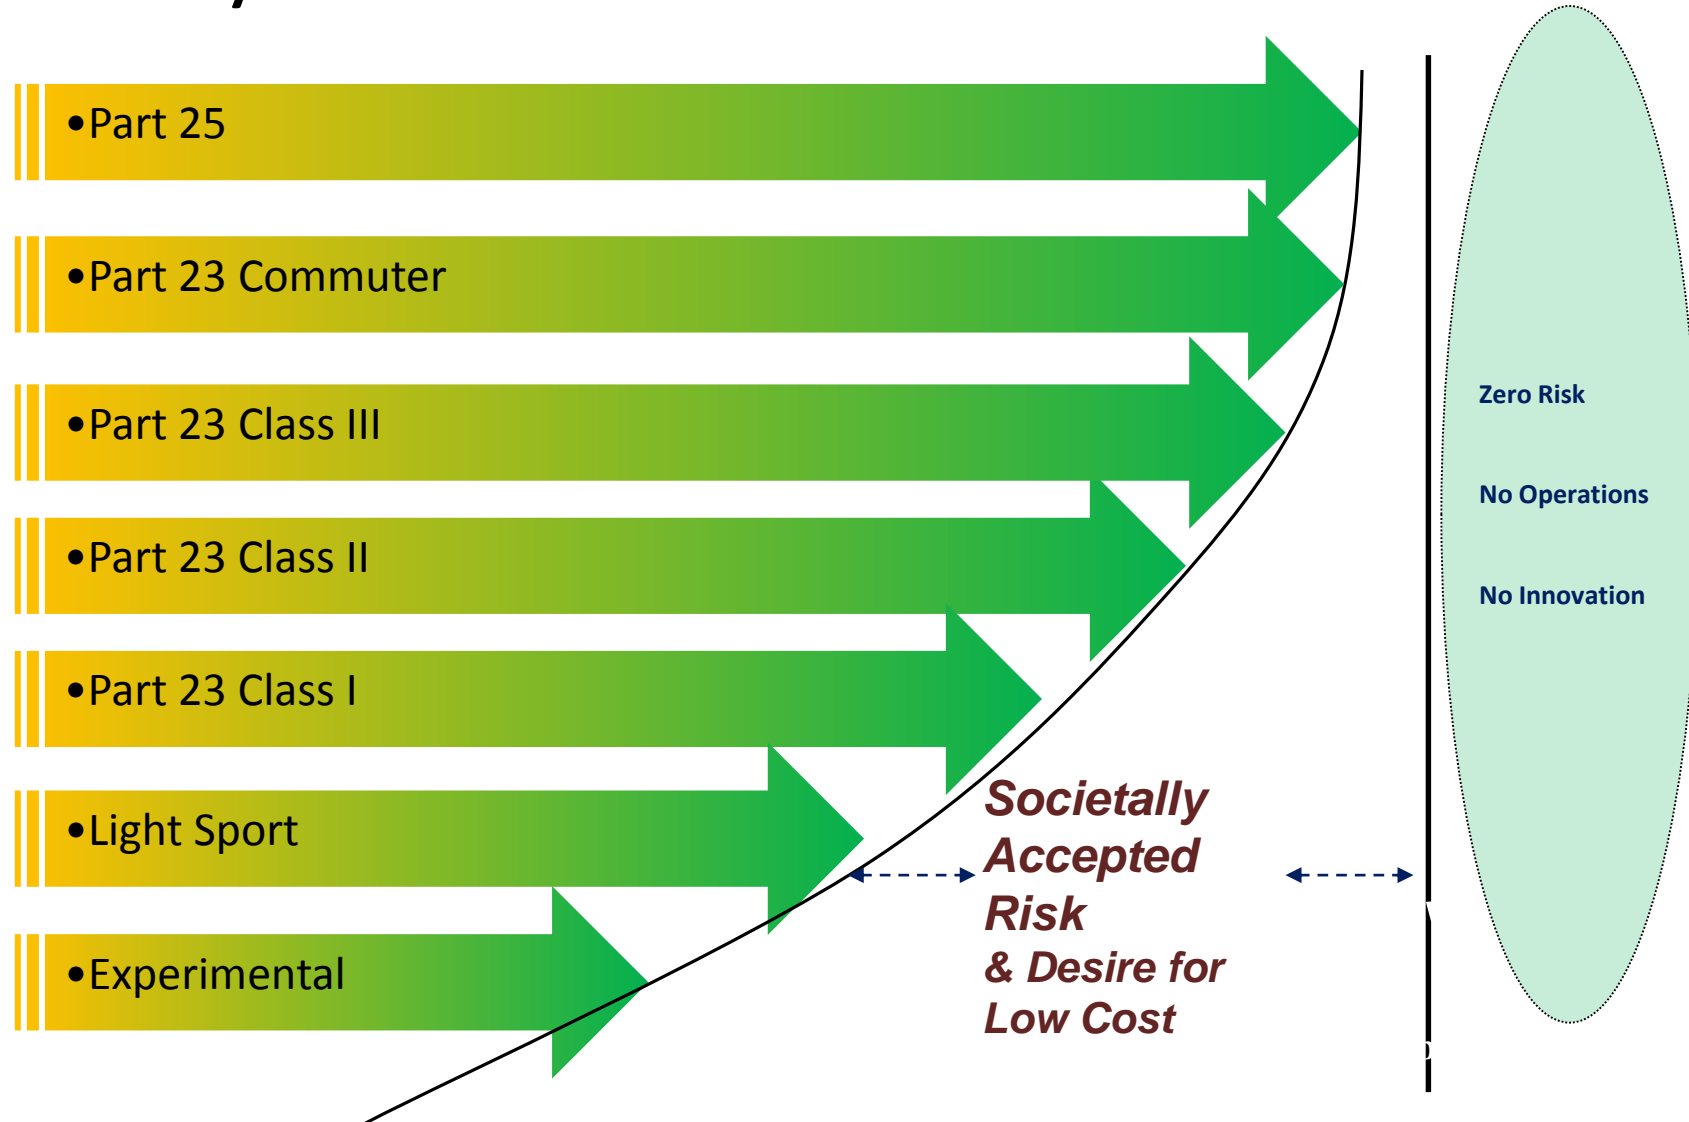 •Part 25
•Part 23 Commuter
•Part 23 Class III
•Part 23 Class II
•Part 23 Class I
•Light Sport
•Experimental
Societally
Accepted
Risk
& Desire for
Low Cost
Zero Risk
No Operations
No Innovation